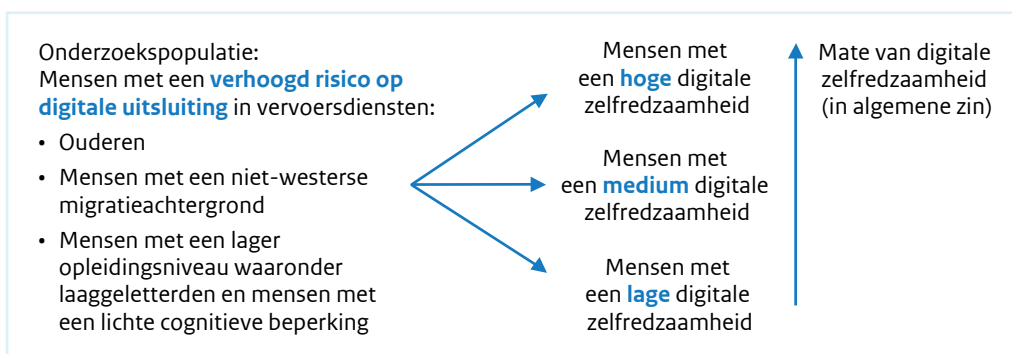 Onderzoekspopulatie:
Mensen met een verhoogd risico op
digitale uitsluiting in vervoersdiensten:
• Ouderen
• Mensen met een niet-westerse
migratieachtergrond
• Mensen met een lager
opleidingsniveau waaronder
laaggeletterden en mensen met
een lichte cognitieve beperking
Mensen met
een hoge digitale
zelfredzaamheid
Mensen met
een medium digitale
zelfredzaamheid
Mensen met
een lage digitale
zelfredzaamheid
Mate van digitale
zelfredzaamheid
(in algemene zin)